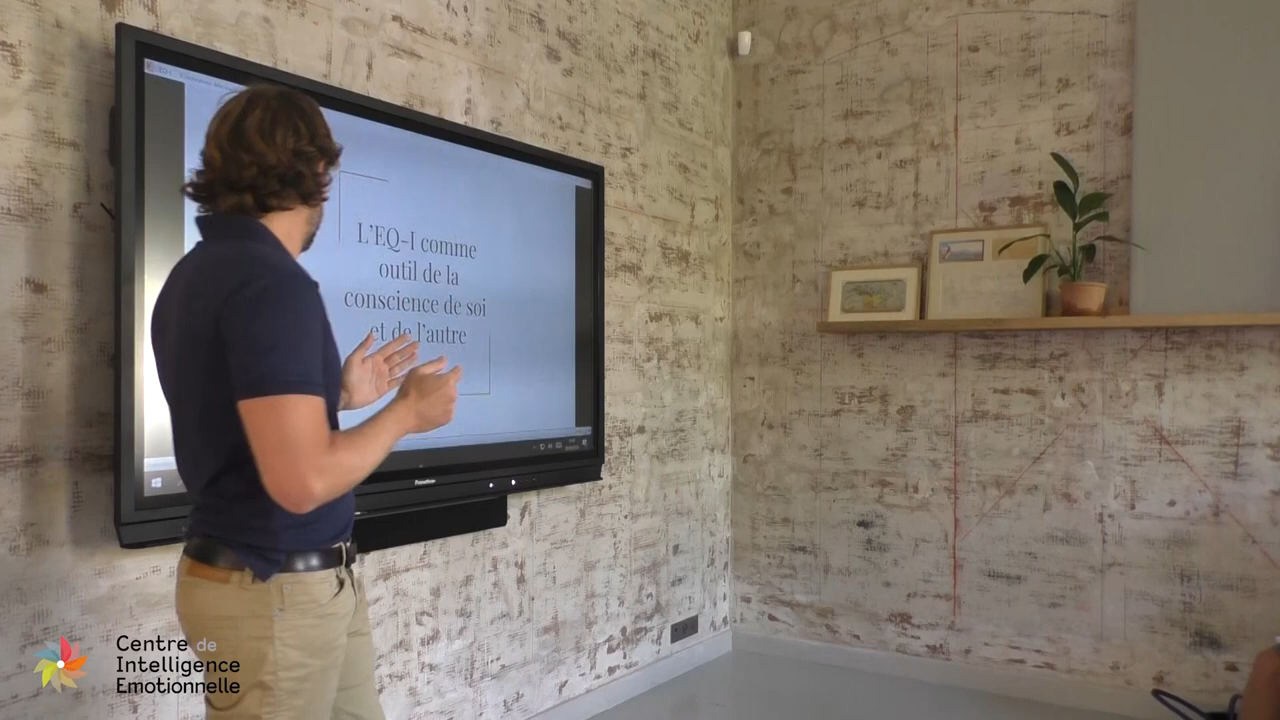 L'EQ-I comme
outil de la
conscience de soi
et de l'autre
Centre de
Intelligence
Emotionnelle